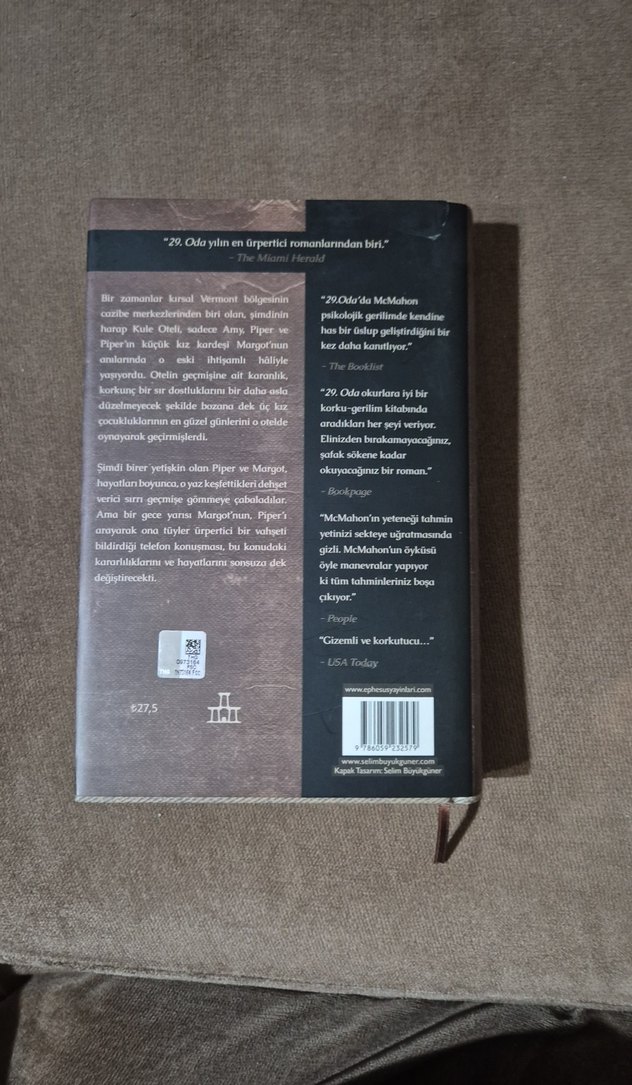 "29. Oda yılın en ürpertici romanlarından biri."
– The Miami Herald
Bir zamanlar kırsal Vermont bölgesinin
cazibe merkezlerinden biri olan, şimdinin
harap Kule Oteli, sadece Amy, Piper ve
Piper'ın küçük kız kardeşi Margot'nun
anılarında o eski ihtişamlı hâliyle
yaşıyordu. Otelin geçmişine ait karanlık,
korkunç bir sır dostluklarını bir daha asla
düzelmeyecek şekilde bozana dek üç kız
çocukluklarının en güzel günlerini o otelde
oynayarak geçirmişlerdi.
Şimdi birer yetişkin olan Piper ve Margot,
hayatları boyunca, o yaz keşfettikleri dehşet
verici sırrı geçmişe gömmeye çabaladılar.
Ama bir gece yarısı Margot'nun, Piper'ı
arayarak ona tüyler ürpertici bir vahşeti
bildirdiği telefon konuşması, bu konudaki
kararlılıklarını ve hayatlarını sonsuza dek
değiştirecekti.
₺27,5
"29.Oda'da McMahon
psikolojik gerilimde kendine
has bir üslup geliştirdiğini bir
kez daha kanıtlıyor."
– The Booklist
"29. Oda okurlara iyi bir
korku-gerilim kitabında
aradıkları her şeyi veriyor.
Elinizden bırakamayacağınız,
şafak sökene kadar
okuyacağınız bir roman."
– Bookpage
"McMahon'ın yeteneği tahmin
yetinizi sekteye uğratmasında
gizli. McMahon'un öyküsü
öyle manevralar yapıyor
ki tüm tahminleriniz boşa
çıkıyor."
– People
"Gizemli ve korkutucu..."
– USA Today
www.ephesusyayinlari.com
9 786059 232579
www.selimbuyukguner.com
Kapak Tasarım: Selim Büyükgüner